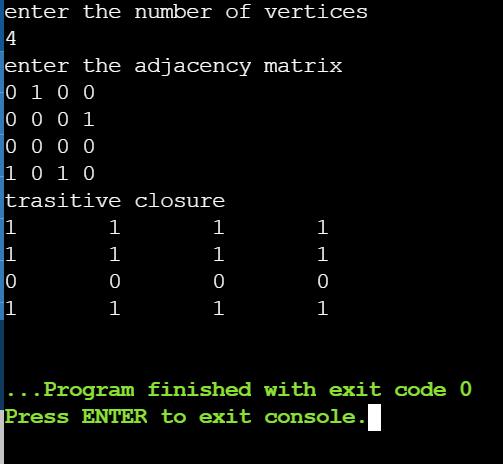 enter the number of vertices
4
enter the adjacency matrix
0 1 0 0
0 0 0 1
0 0 0 0
1 0 1 0
trasitive closure
1 1 1 1
1 1 1 1
0 0 0 0
1 1 1 1
...Program finished with exit code 0
Press ENTER to exit console.